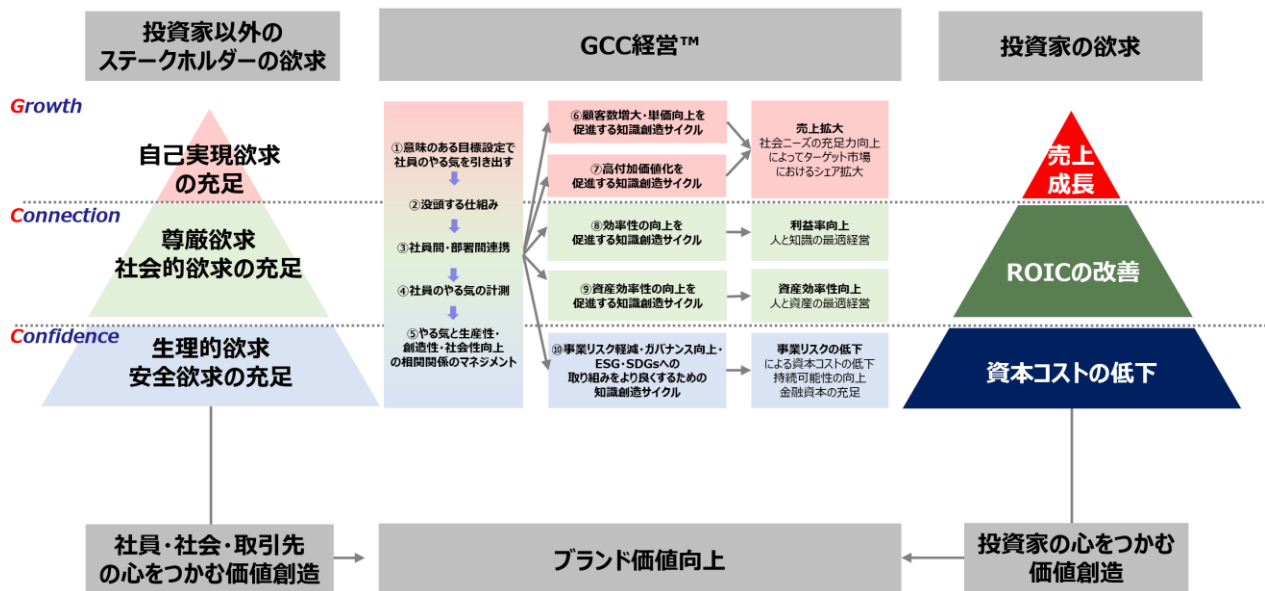 投資家以外の
ステークホルダーの欲求
GCC経営™
投資家の欲求
Growth
自己実現欲求
の充足
Connection
尊厳欲求
社会的欲求の充足
Confidence
生理的欲求
安全欲求の充足
①意味のある目標設定で
社員のやる気を引き出す
②没頭する仕組み
③社員間・部署間連携
④社員のやる気の計測
⑤やる気と生産性・
創造性・社会性向上
の相関関係のマネジメント
⑥顧客数増大・単価向上を
促進する知識創造サイクル
⑦高付加価値化を
促進する知識創造サイクル
⑧効率性の向上を
促進する知識創造サイクル
⑨資産効率性の向上を
促進する知識創造サイクル
⑩事業リスク軽減・ガバナンス向上・
ESG・SDGsへの
取り組みをより良くするための
知識創造サイクル
売上拡大
社会ニーズの充足力向上
によってターゲット市場
におけるシェア拡大
利益率向上
人と知識の最適経営
資産効率性向上
人と資産の最適経営
事業リスクの低下
による資本コストの低下
持続可能性の向上
金融資本の充足
売上
成長
ROICの改善
資本コストの低下
社員・社会・取引先
の心をつかむ価値創造
ブランド価値向上
投資家の心をつかむ
価値創造